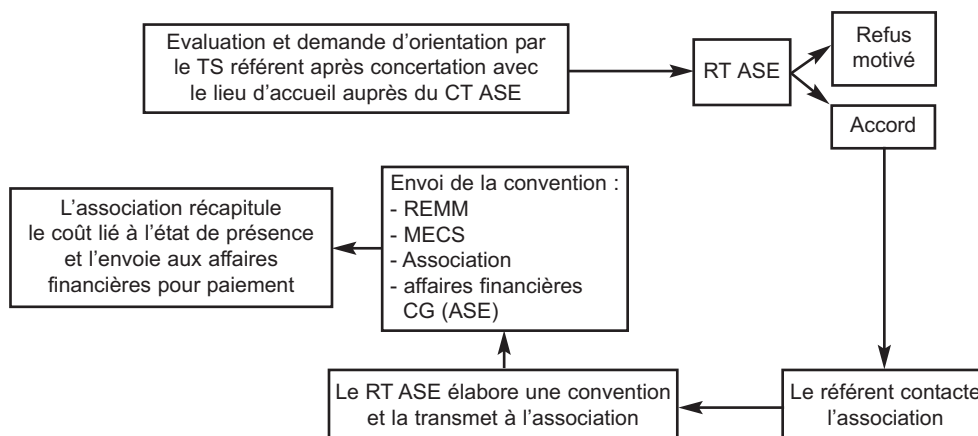 Evaluation et demande d’orientation par
le TS référent après concertation avec
le lieu d’accueil auprès du CT ASE
RT ASE
Refus
motivé
Accord
Le référent contacte
l’association
Le RT ASE élabore une convention
et la transmet à l’association
Envoi de la convention :
- REMM
- MECS
- Association
- affaires financières
CG (ASE)
L’association récapitule
le coût lié à l’état de présence
et l’envoie aux affaires
financières pour paiement